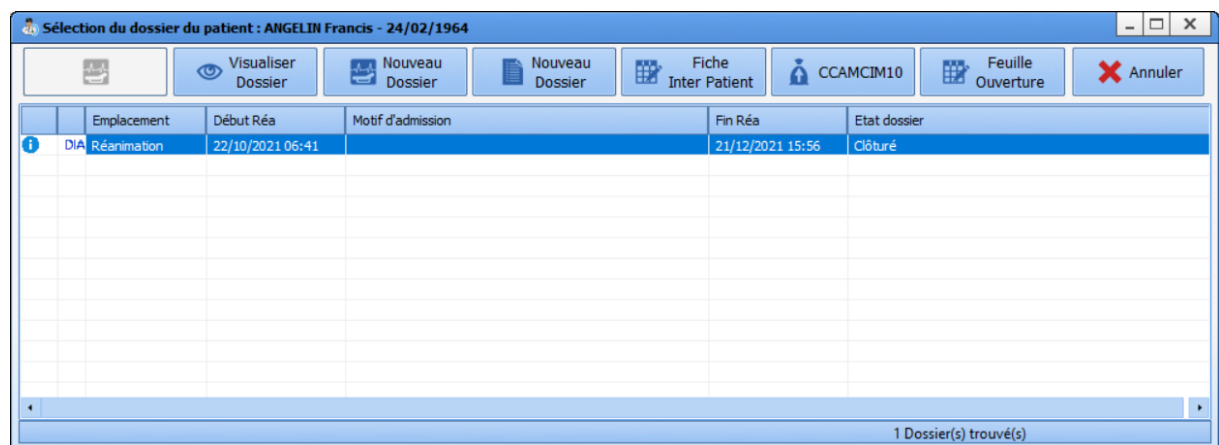 Sélection du dossier du patient : ANGELIN Francis - 24/02/1964
Visualiser
Dossier
Nouveau
Dossier
Nouveau
Dossier
Fiche
Inter Patient
CCAMCIM10
Feuille
Ouverture
Annuler
Emplacement Début Réa Motif d'admission Fin Réa Etat dossier
DIA Réanimation 22/10/2021 06:41 21/12/2021 15:56 Clôturé
1 Dossier(s) trouvé(s)